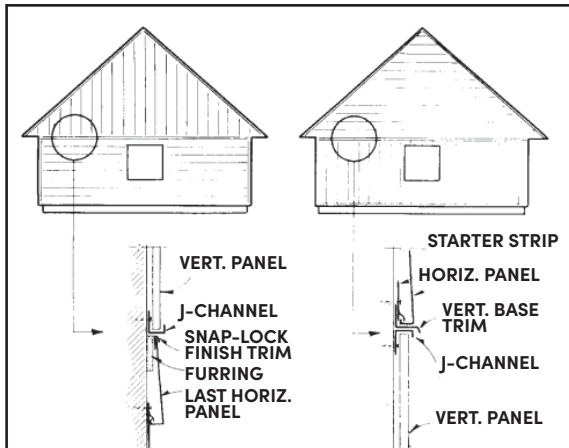 VERT. PANEL
J-CHANNEL
SNAP-LOCK
FINISH TRIM
FURRING
LAST HORIZ.
PANEL
STARTER STRIP
HORIZ. PANEL
VERT. BASE
TRIM
J-CHANNEL
VERT. PANEL